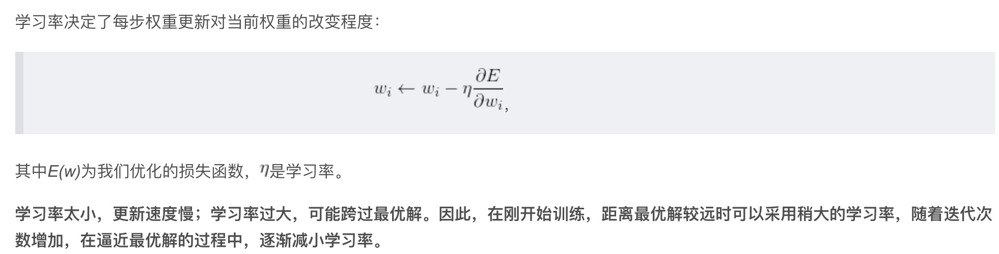 学习率决定了每步权重更新对当前权重的改变程度：
w_i ← w_i − η ∂E/∂w_i ,
其中E(w)为我们优化的损失函数，η是学习率。
学习率太小，更新速度慢；学习率过大，可能跨过最优解。因此，在刚开始训练，距离最优解较远时可以采用稍大的学习率，随着迭代次
数增加，在逼近最优解的过程中，逐渐减小学习率。